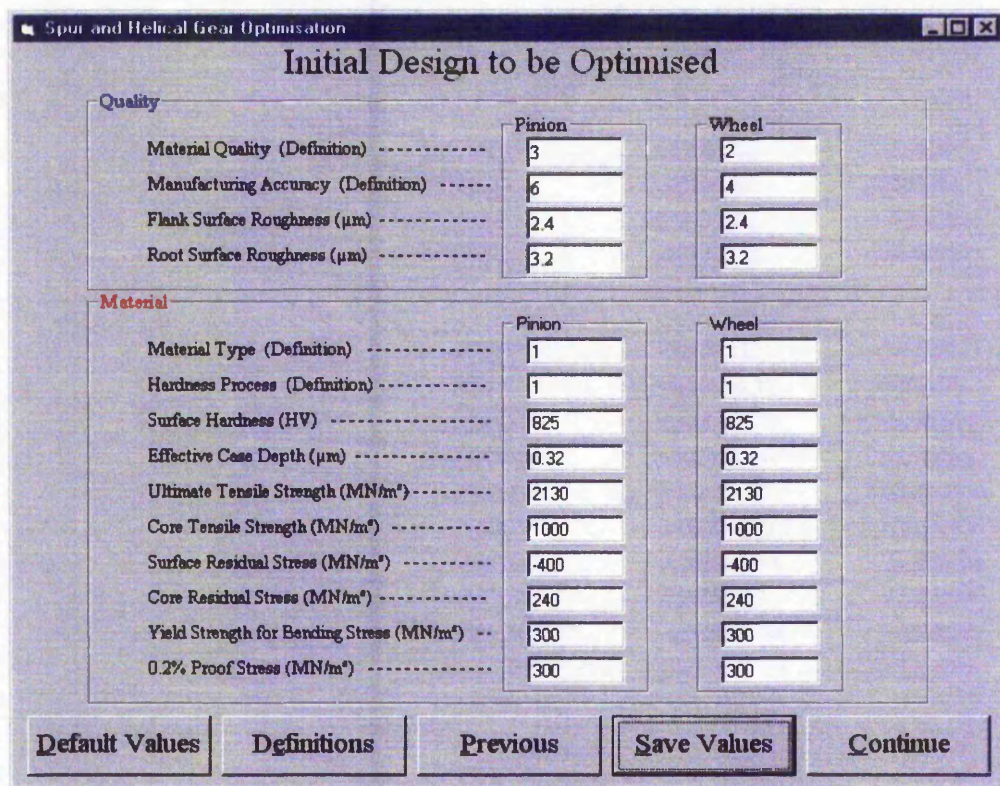 Spur and Helical Gear Optimisation
Initial Design to be Optimised
Quality
Pinion Wheel
Material Quality (Definition) ---------------- 3 2
Manufacturing Accuracy (Definition) ------ 6 4
Flank Surface Roughness (µm) ---------------- 2.4 2.4
Root Surface Roughness (µm) ---------------- 3.2 3.2
Material
Pinion Wheel
Material Type (Definition) ---------------- 1 1
Hardness Process (Definition) ---------------- 1 1
Surface Hardness (HV) ---------------- 825 825
Effective Case Depth (µm) ---------------- 0.32 0.32
Ultimate Tensile Strength (MN/m²) ---------- 2130 2130
Core Tensile Strength (MN/m²) ---------------- 1000 1000
Surface Residual Stress (MN/m²) ------------- -400 -400
Core Residual Stress (MN/m²) ---------------- 240 240
Yield Strength for Bending Stress (MN/m²) -- 300 300
0.2% Proof Stress (MN/m²) ---------------- 300 300
Default Values Definitions Previous Save Values Continue